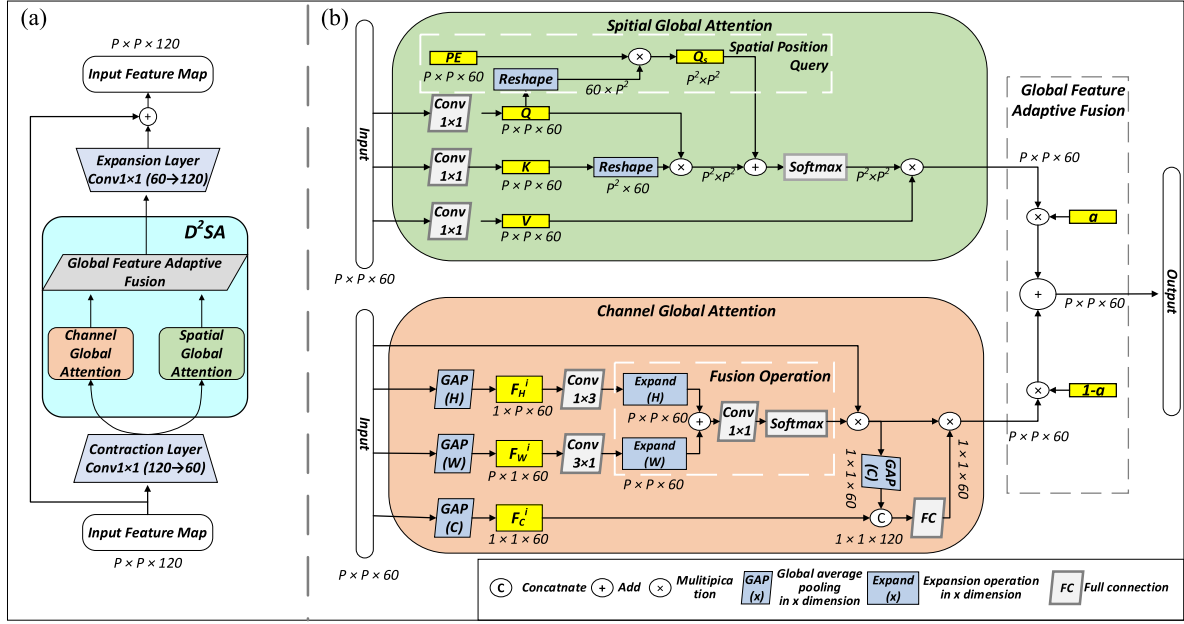 (a)
P × P × 120
Input Feature Map
+
Expansion Layer
Conv1×1 (60→120)
D²SA
Global Feature Adaptive
Fusion
Channel
Global
Attention
Spatial
Global
Attention
Contraction Layer
Conv1×1 (120→60)
Input Feature Map
P × P × 120
(b)
Input
P × P × 60
Spitial Global Attention
Spatial Position
Query
PE
P × P × 60
Reshape
60 × P²
×
Qs
P²×P²
Conv
1×1
Q
P × P × 60
Conv
1×1
K
P × P × 60
Reshape
P² × 60
×
P²×P²
+
Softmax
P²×P²
×
Conv
1×1
V
P × P × 60
Input
P × P × 60
Channel Global Attention
Fusion Operation
GAP
(H)
F_H^i
1 × P × 60
Conv
1×3
Expand
(H)
P × P × 60
GAP
(W)
F_W^i
P × 1 × 60
Conv
3×1
Expand
(W)
P × P × 60
+
Conv
1×1
Softmax
×
×
GAP
(C)
F_C^i
1 × 1 × 60
1 × 1 × 60
GAP
(C)
C
1 × 1 × 120
FC
1 × 1 × 60
Global Feature
Adaptive Fusion
P × P × 60
×
a
+
P × P × 60
×
1-a
P × P × 60
Output
C
Concatnate
+
Add
×
Mulitipica
tion
GAP
(x)
Global average
pooling
in x dimension
Expand
(x)
Expansion operation
in x dimension
FC
Full connection